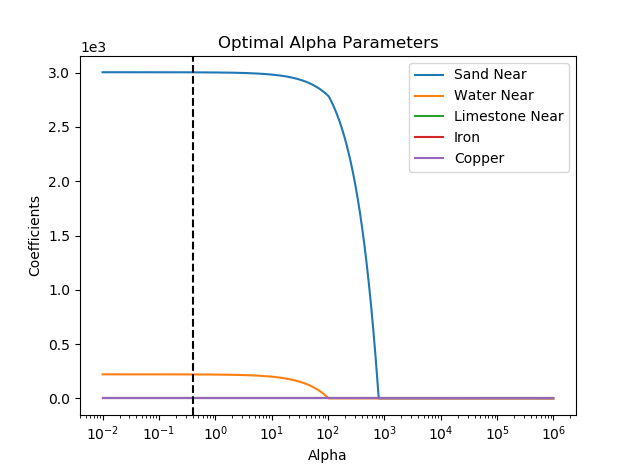 Optimal Alpha Parameters
1e3
3.0
2.5
2.0
1.5
1.0
0.5
0.0
Coefficients
Sand Near
Water Near
Limestone Near
Iron
Copper
10⁻² 10⁻¹ 10⁰ 10¹ 10² 10³ 10⁴ 10⁵ 10⁶
Alpha